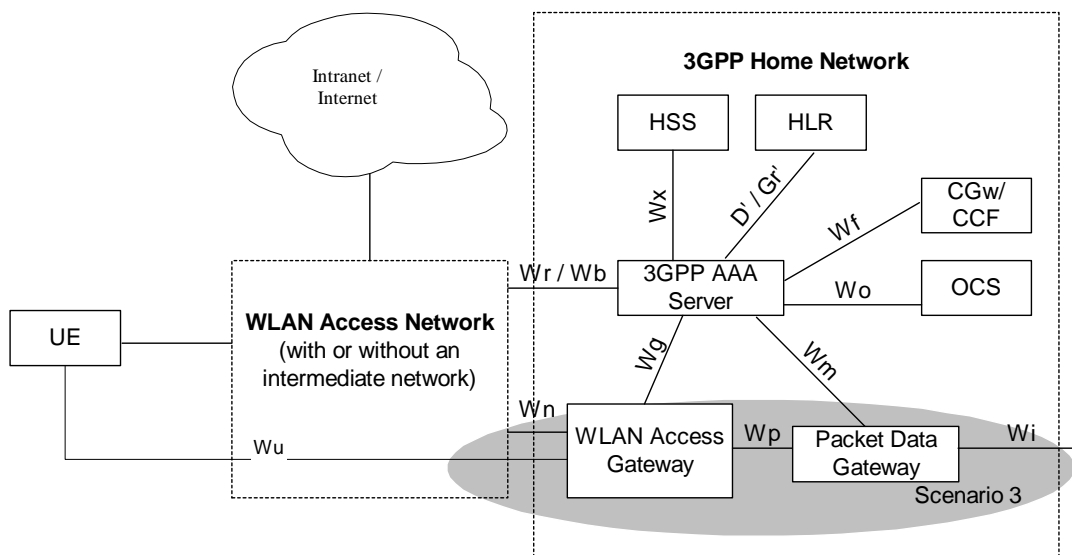 Intranet /
Internet
3GPP Home Network
HSS
HLR
Wx
D' / Gr'
Wf
CGw/
CCF
Wr / Wb
3GPP AAA
Server
Wo
OCS
UE
WLAN Access Network
(with or without an
intermediate network)
Wg
Wm
Wn
Wu
WLAN Access
Gateway
Wp
Packet Data
Gateway
Wi
Scenario 3